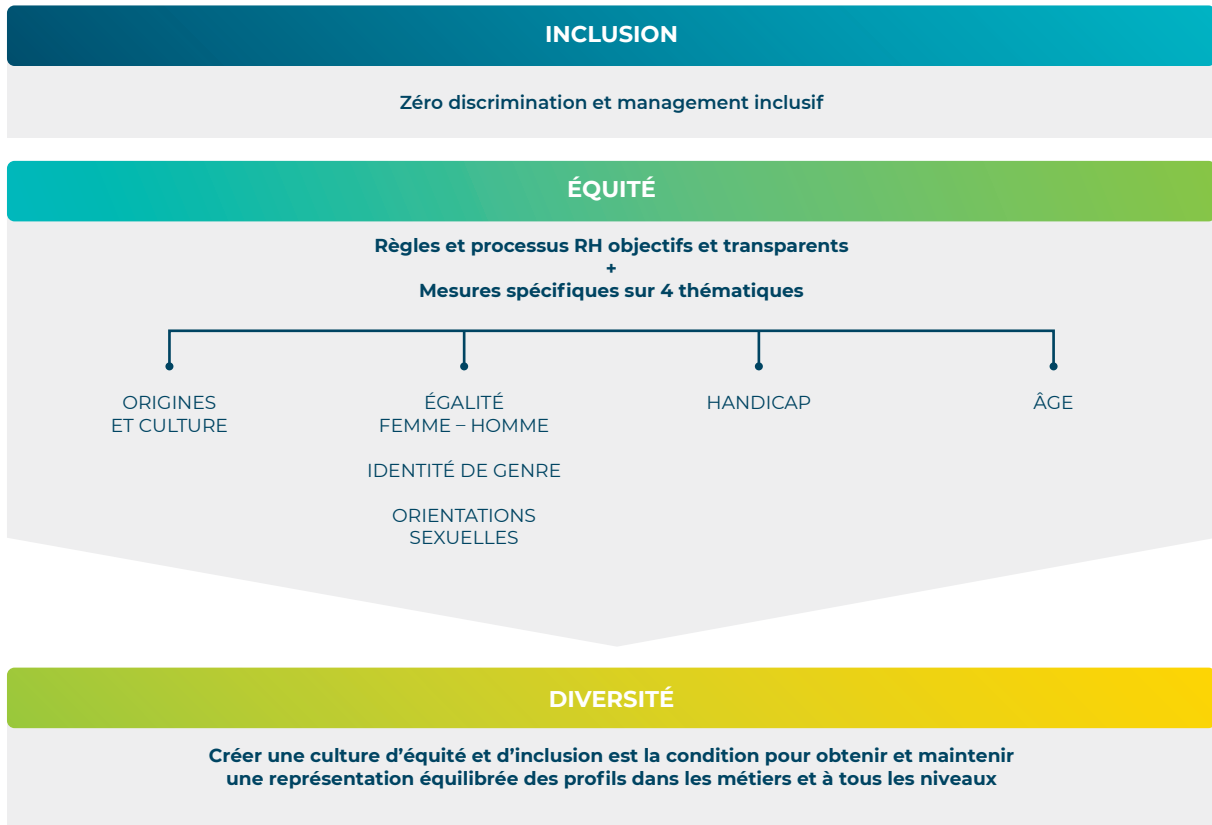 INCLUSION
Zéro discrimination et management inclusif
ÉQUITÉ
Règles et processus RH objectifs et transparents
+
Mesures spécifiques sur 4 thématiques
ORIGINES
ET CULTURE
ÉGALITÉ
FEMME – HOMME
IDENTITÉ DE GENRE
ORIENTATIONS
SEXUELLES
HANDICAP
ÂGE
DIVERSITÉ
Créer une culture d’équité et d’inclusion est la condition pour obtenir et maintenir
une représentation équilibrée des profils dans les métiers et à tous les niveaux